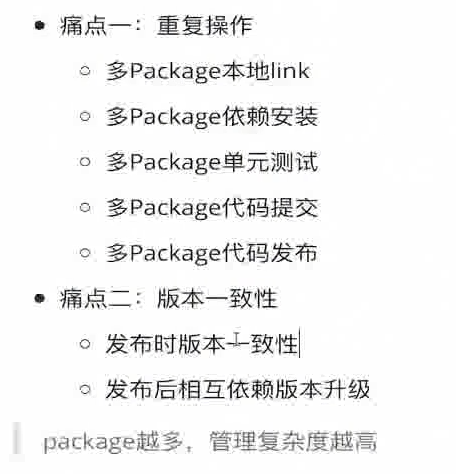 痛点一：重复操作
多Package本地link
多Package依赖安装
多Package单元测试
多Package代码提交
多Package代码发布
痛点二：版本一致性
发布时版本一致性
发布后相互依赖版本升级
package越多，管理复杂度越高